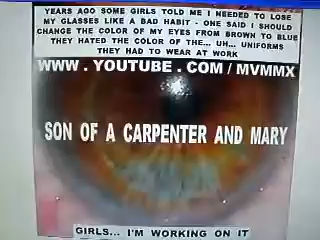 YEARS AGO SOME GIRLS TOLD ME I NEEDED TO LOSE
MY GLASSES LIKE A BAD HABIT - ONE SAID I SHOULD
CHANGE THE COLOR OF MY EYES FROM BROWN TO BLUE
THEY HATED THE COLOR OF THE... UH... UNIFORMS
THEY HAD TO WEAR AT WORK
WWW . YOUTUBE . COM / MVMMX
SON OF A CARPENTER AND MARY
GIRLS... I'M WORKING ON IT